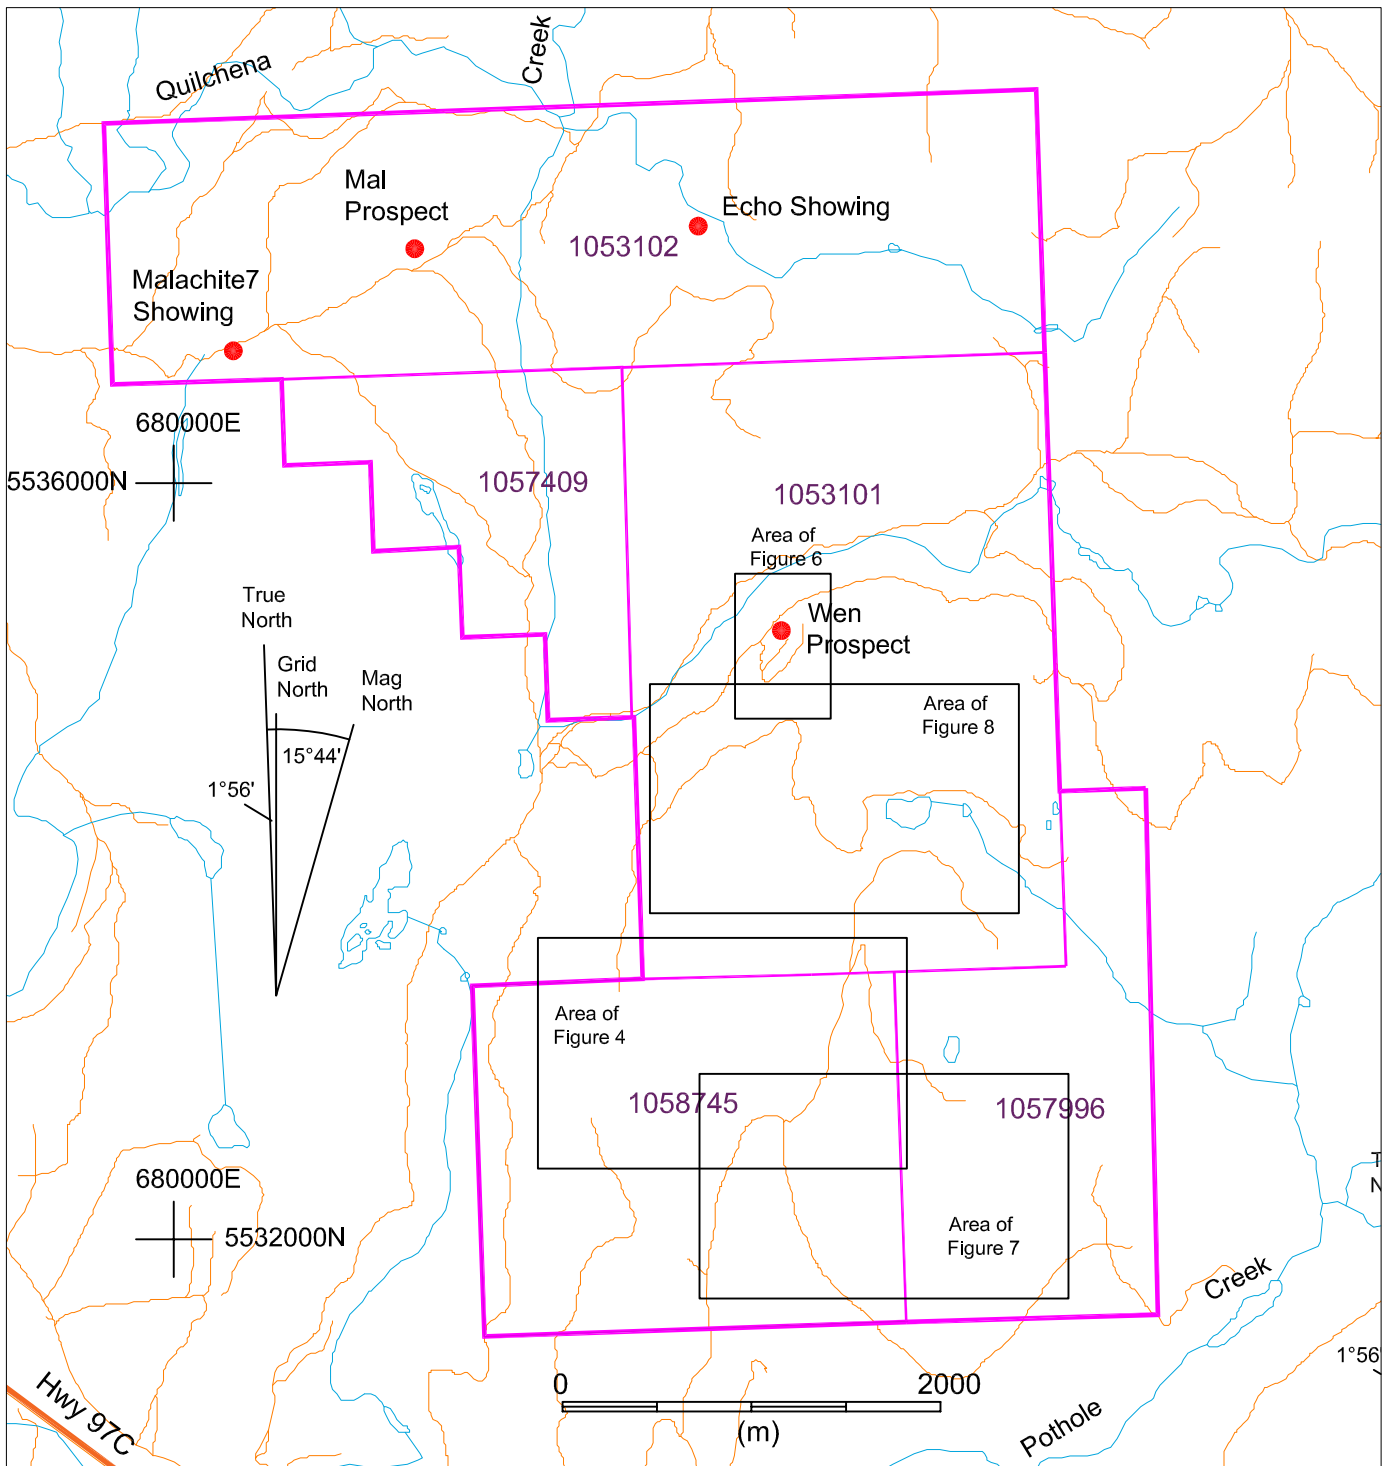 Quilchena
Creek
Mal
Prospect
Echo Showing
1053102
Malachite7
Showing
680000E
5536000N
1057409
1053101
Area of
Figure 6
True
North
Grid
North
Mag
North
15°44'
1°56'
Wen
Prospect
Area of
Figure 8
Area of
Figure 4
1058745
1057996
680000E
5532000N
Area of
Figure 7
Creek
Pothole
1°56'
Hwy 97C
0
2000
(m)